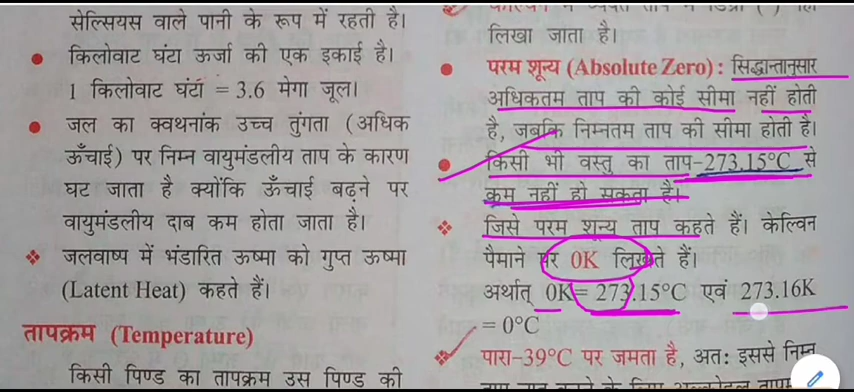 सेल्सियस वाले पानी के रूप में रहती है।
● किलोवाट घंटा ऊर्जा की एक इकाई है।
1 किलोवाट घंटा = 3.6 मेगा जूल।
● जल का क्वथनांक उच्च तुंगता (अधिक
ऊँचाई) पर निम्न वायुमंडलीय ताप के कारण
घट जाता है क्योंकि ऊँचाई बढ़ने पर
वायुमंडलीय दाब कम होता जाता है।
❖ जलवाष्प में भंडारित ऊष्मा को गुप्त ऊष्मा
(Latent Heat) कहते हैं।
तापक्रम (Temperature)
किसी पिण्ड का तापक्रम उस पिण्ड की
लिखा जाता है।
● परम शून्य (Absolute Zero) : सिद्धान्तानुसार
अधिकतम ताप की कोई सीमा नहीं होती
है, जबकि निम्नतम ताप की सीमा होती है।
● किसी भी वस्तु का ताप–273.15°C से
कम नहीं हो सकता है।
❖ जिसे परम शून्य ताप कहते हैं। केल्विन
पैमाने पर 0K लिखते हैं।
अर्थात् 0K= 273.15°C एवं 273.16K
= 0°C
❖ पारा–39°C पर जमता है, अतः इससे निम्न